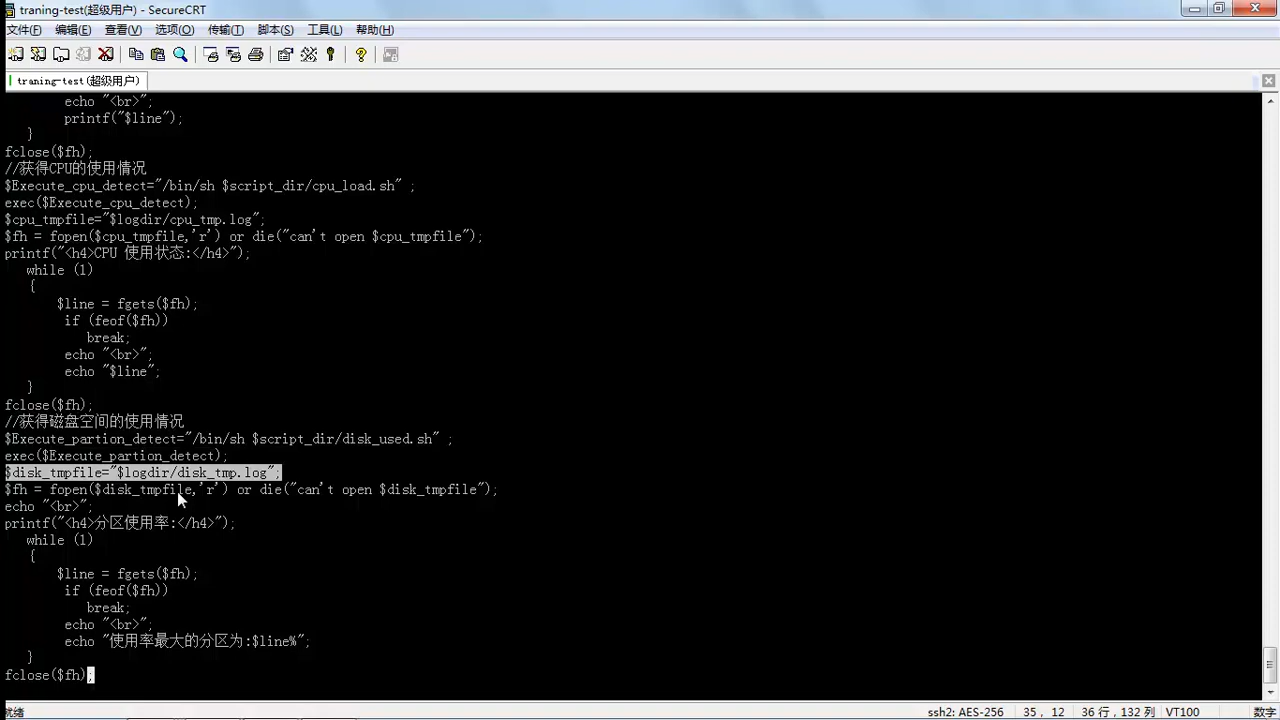 traning-test(超级用户) - SecureCRT
文件(F) 编辑(E) 查看(V) 选项(O) 传输(T) 脚本(S) 工具(L) 帮助(H)
traning-test(超级用户)
echo "<br>";
printf("$line");
}
fclose($fh);
//获得CPU的使用情况
$Execute_cpu_detect="/bin/sh $script_dir/cpu_load.sh" ;
exec($Execute_cpu_detect);
$cpu_tmpfile="$logdir/cpu_tmp.log";
$fh = fopen($cpu_tmpfile,'r') or die("can't open $cpu_tmpfile");
printf("<h4>CPU 使用状态:</h4>");
while (1)
{
$line = fgets($fh);
if (feof($fh))
break;
echo "<br>";
echo "$line";
}
fclose($fh);
//获得磁盘空间的使用情况
$Execute_partion_detect="/bin/sh $script_dir/disk_used.sh" ;
exec($Execute_partion_detect);
$disk_tmpfile="$logdir/disk_tmp.log";
$fh = fopen($disk_tmpfile,'r') or die("can't open $disk_tmpfile");
echo "<br>";
printf("<h4>分区使用率:</h4>");
while (1)
{
$line = fgets($fh);
if (feof($fh))
break;
echo "<br>";
echo "使用率最大的分区为:$line%";
}
fclose($fh);
就绪 ssh2: AES-256 35, 12 36 行, 132 列 VT100 数字